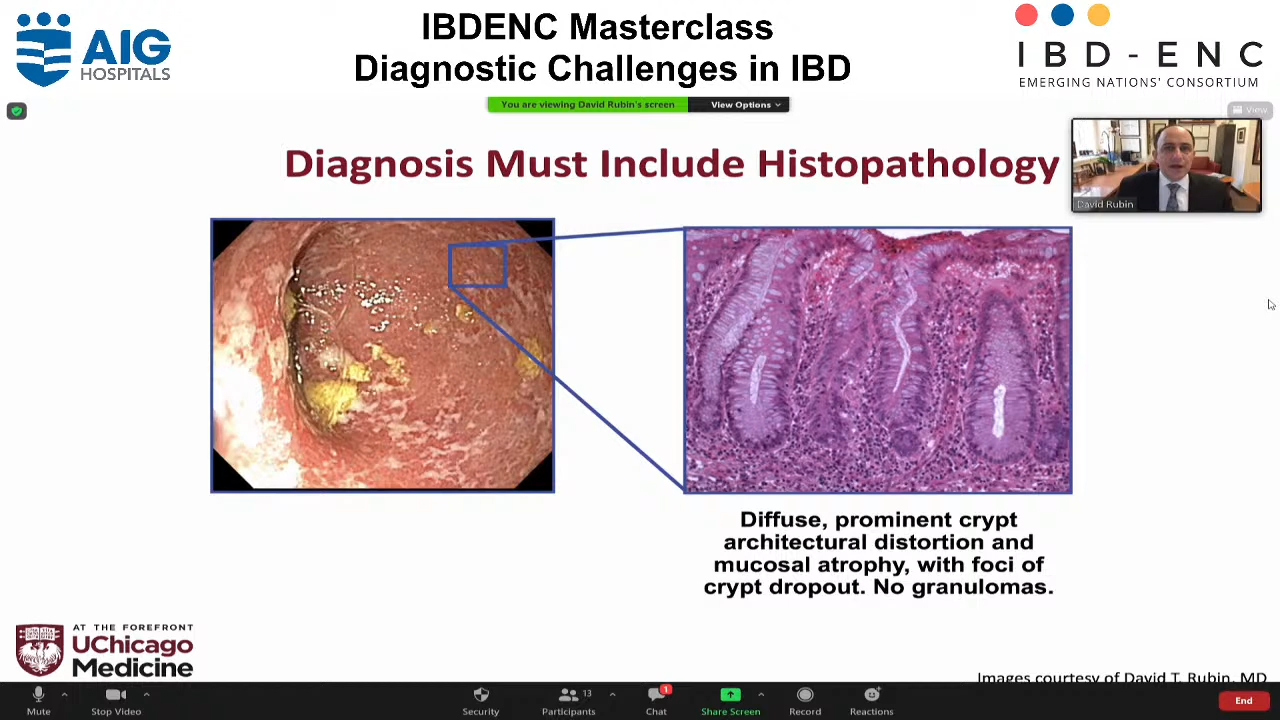 AIG
HOSPITALS
IBDENC Masterclass
Diagnostic Challenges in IBD
IBD-ENC
EMERGING NATIONS' CONSORTIUM
You are viewing David Rubin's screen
View Options
View
Diagnosis Must Include Histopathology
David Rubin
Diffuse, prominent crypt
architectural distortion and
mucosal atrophy, with foci of
crypt dropout. No granulomas.
AT THE FOREFRONT
UChicago
Medicine
Images courtesy of David T. Rubin, MD
Mute
Stop Video
Security
Participants
13
Chat
1
Share Screen
Record
Reactions
End